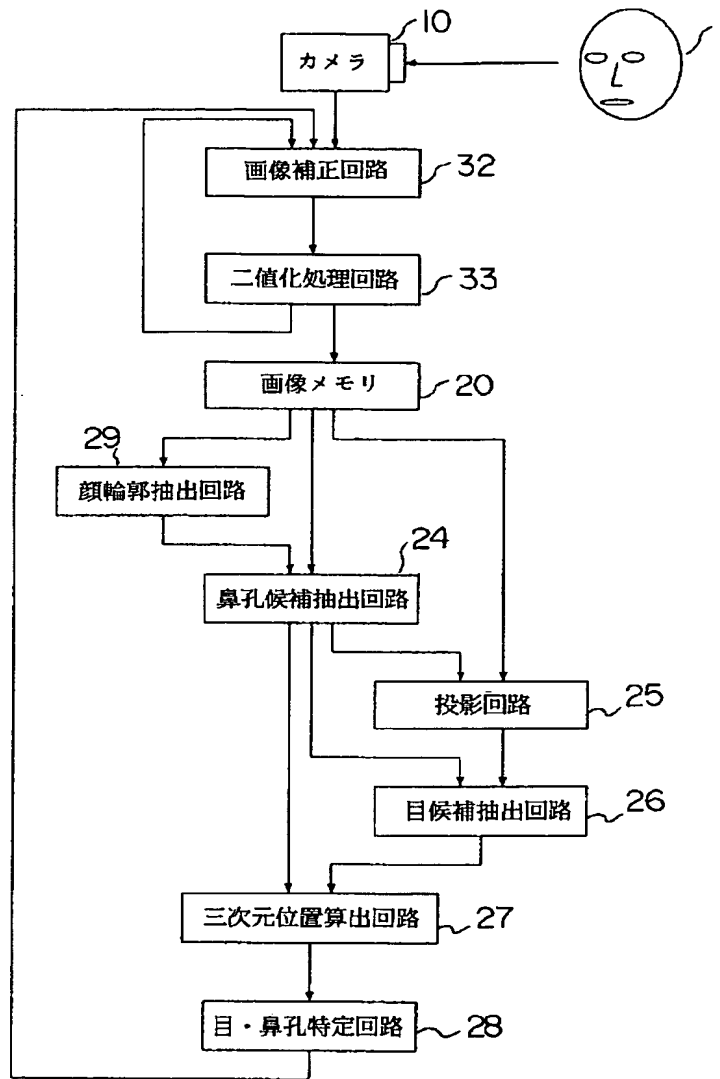 10
カメラ
画像補正回路
32
二値化処理回路
33
画像メモリ
20
29
顔輪郭抽出回路
24
鼻孔候補抽出回路
投影回路
25
目候補抽出回路
26
三次元位置算出回路
27
目・鼻孔特定回路
28